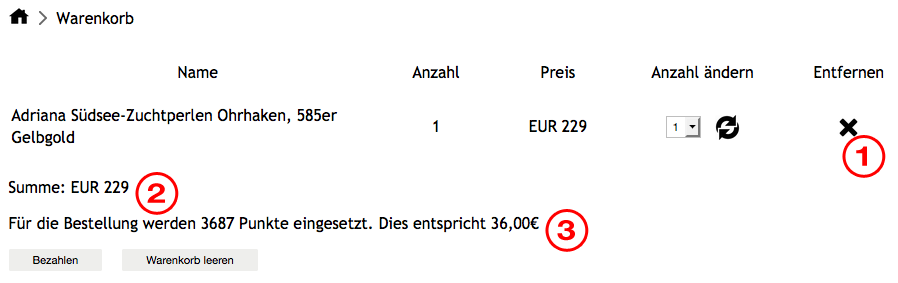 Warenkorb
Name Anzahl Preis Anzahl ändern Entfernen
Adriana Südsee-Zuchtperlen Ohrhaken, 585er
Gelbgold
1 EUR 229 1
1
Summe: EUR 229
2
Für die Bestellung werden 3687 Punkte eingesetzt. Dies entspricht 36,00€
3
Bezahlen Warenkorb leeren